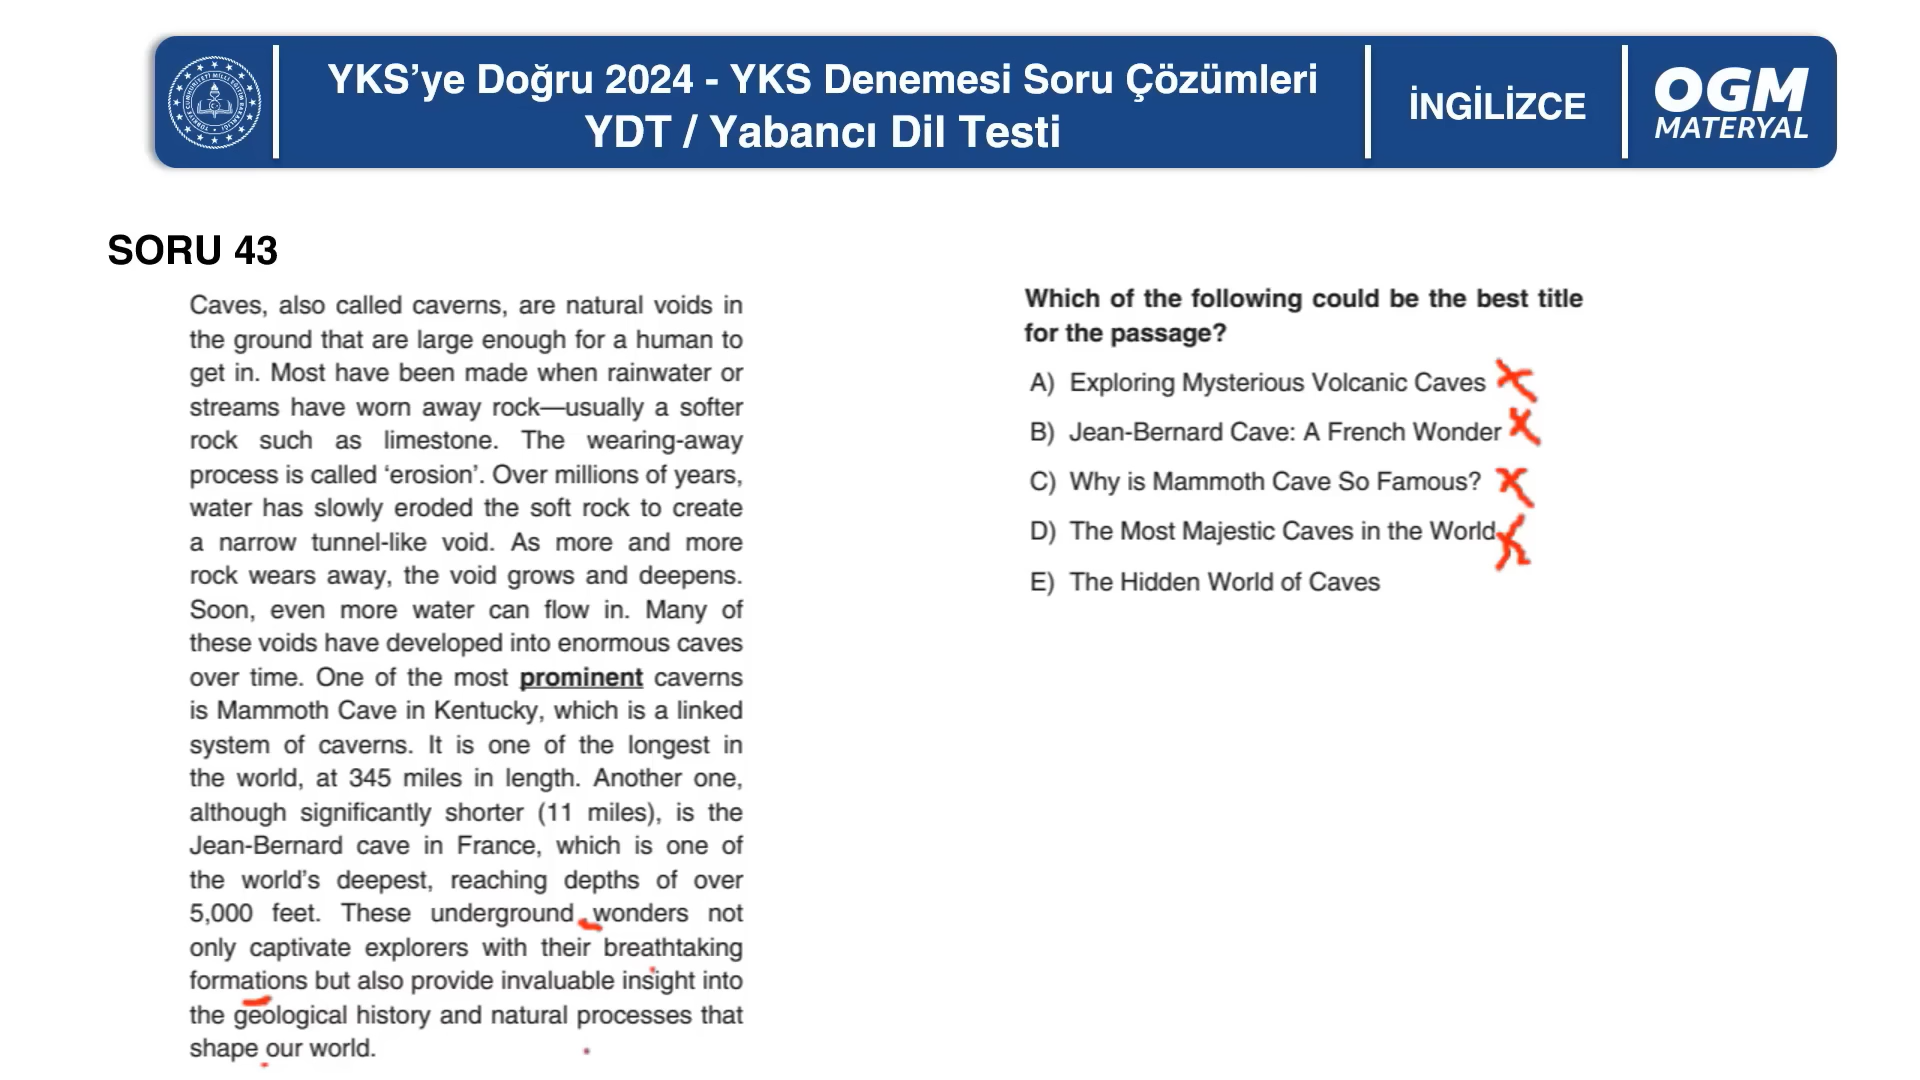 YKS’ye Doğru 2024 - YKS Denemesi Soru Çözümleri
YDT / Yabancı Dil Testi
İNGİLİZCE
OGM
MATERYAL
SORU 43
Caves, also called caverns, are natural voids in
the ground that are large enough for a human to
get in. Most have been made when rainwater or
streams have worn away rock—usually a softer
rock such as limestone. The wearing-away
process is called ‘erosion’. Over millions of years,
water has slowly eroded the soft rock to create
a narrow tunnel-like void. As more and more
rock wears away, the void grows and deepens.
Soon, even more water can flow in. Many of
these voids have developed into enormous caves
over time. One of the most prominent caverns
is Mammoth Cave in Kentucky, which is a linked
system of caverns. It is one of the longest in
the world, at 345 miles in length. Another one,
although significantly shorter (11 miles), is the
Jean-Bernard cave in France, which is one of
the world’s deepest, reaching depths of over
5,000 feet. These underground wonders not
only captivate explorers with their breathtaking
formations but also provide invaluable insight into
the geological history and natural processes that
shape our world.
Which of the following could be the best title
for the passage?
A) Exploring Mysterious Volcanic Caves
B) Jean-Bernard Cave: A French Wonder
C) Why is Mammoth Cave So Famous?
D) The Most Majestic Caves in the World
E) The Hidden World of Caves